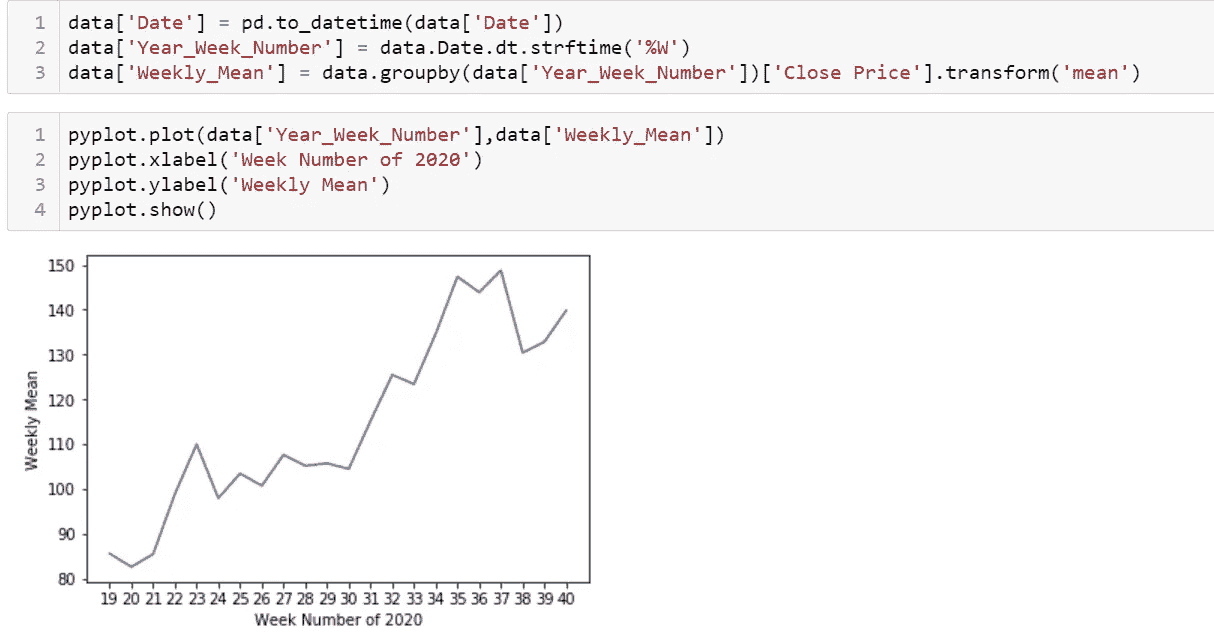 1 data['Date'] = pd.to_datetime(data['Date'])
2 data['Year_Week_Number'] = data.Date.dt.strftime('%W')
3 data['Weekly_Mean'] = data.groupby(data['Year_Week_Number'])['Close Price'].transform('mean')
1 pyplot.plot(data['Year_Week_Number'],data['Weekly_Mean'])
2 pyplot.xlabel('Week Number of 2020')
3 pyplot.ylabel('Weekly Mean')
4 pyplot.show()
150
140
130
120
110
100
90
80
Weekly Mean
19 20 21 22 23 24 25 26 27 28 29 30 31 32 33 34 35 36 37 38 39 40
Week Number of 2020